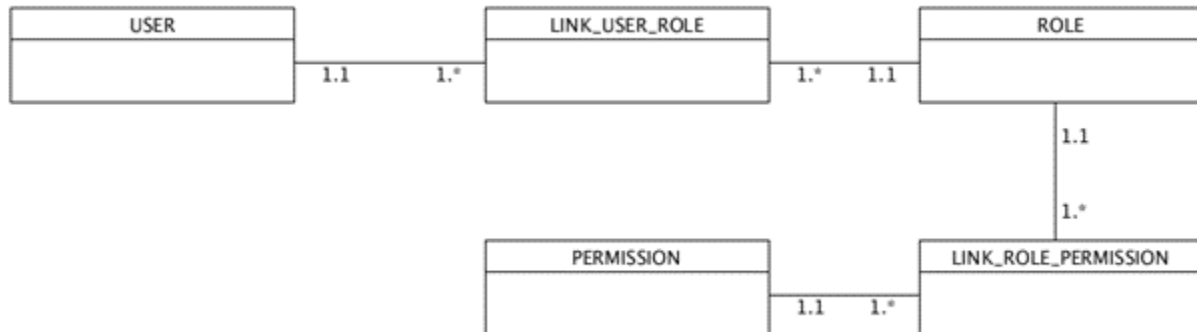 USER
LINK_USER_ROLE
ROLE
1.1
1.*
1.*
1.1
1.1
1.*
PERMISSION
LINK_ROLE_PERMISSION
1.1
1.*